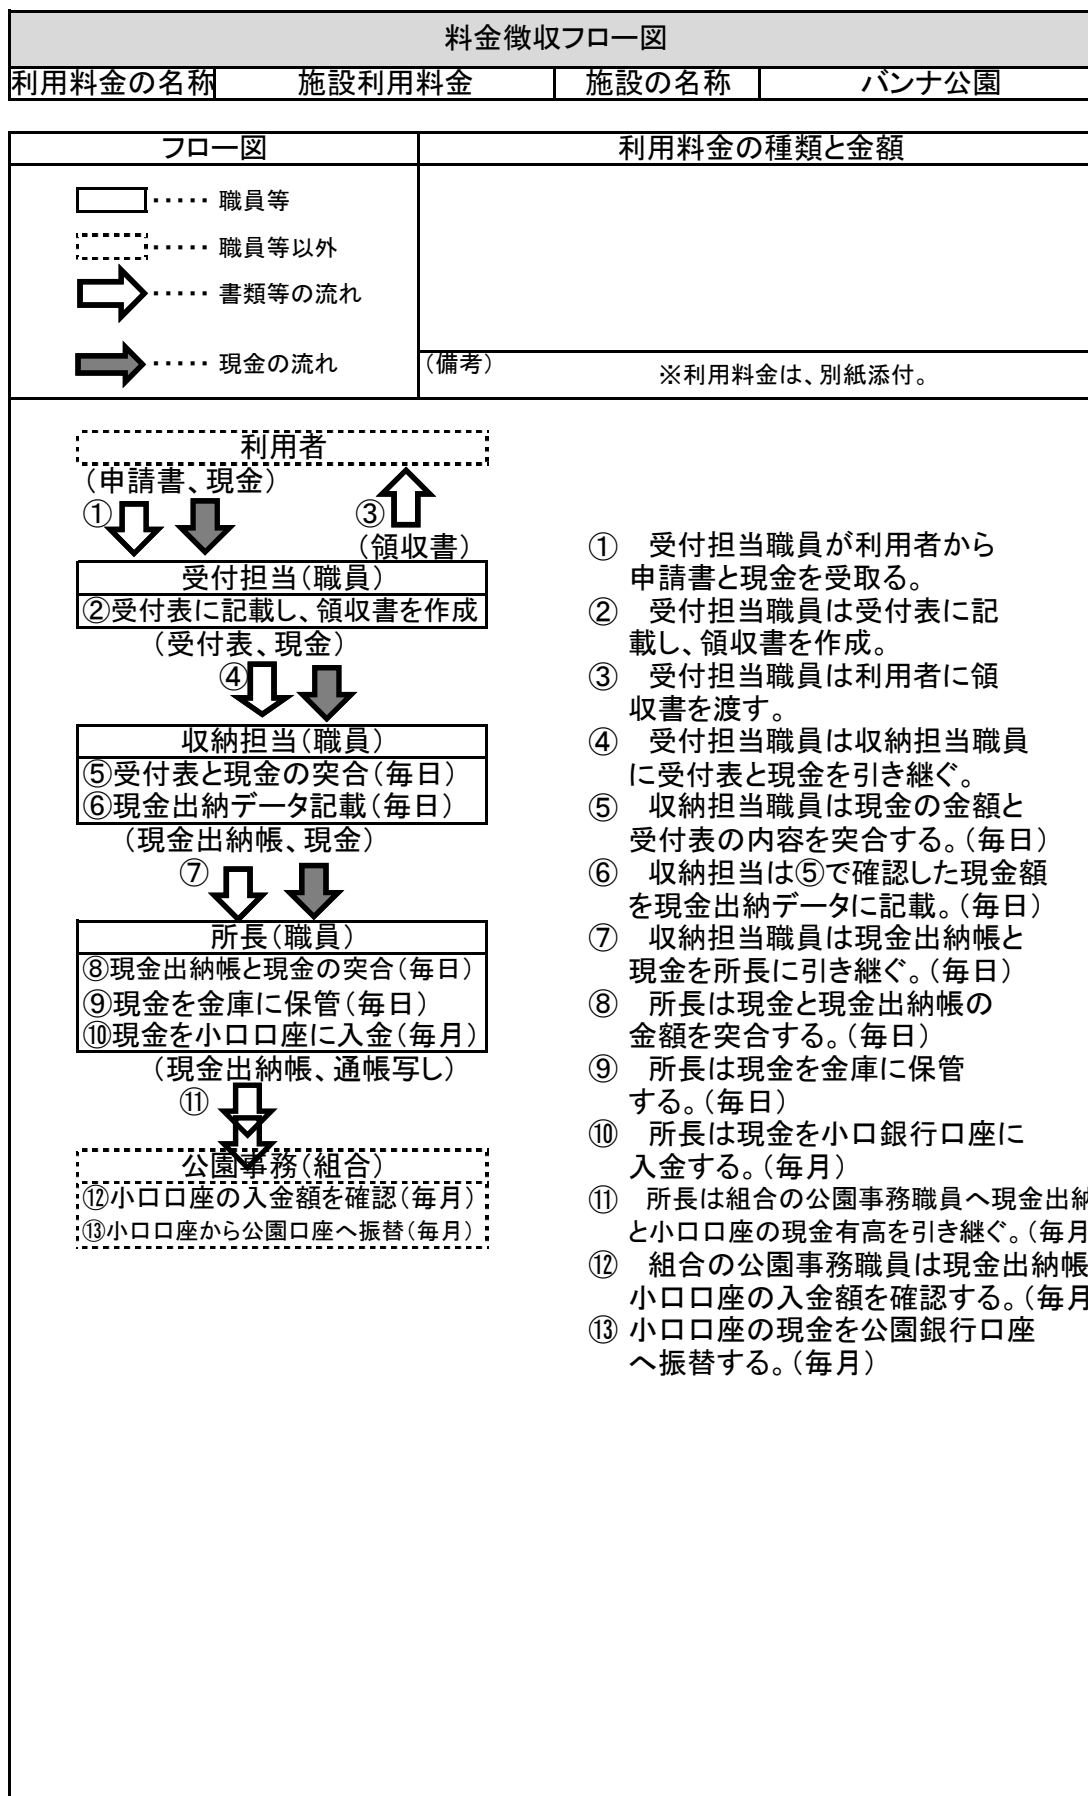 料金徴収フロー図
利用料金の名称 施設利用料金 施設の名称 バンナ公園
フロー図 利用料金の種類と金額
・・・・・ 職員等
・・・・・ 職員等以外
・・・・・ 書類等の流れ
・・・・・ 現金の流れ
(備考) ※利用料金は、別紙添付。
利用者
(申請書、現金)
① ③
(領収書)
受付担当(職員)
②受付表に記載し、領収書を作成
(受付表、現金)
④
収納担当(職員)
⑤受付表と現金の突合(毎日)
⑥現金出納データ記載(毎日)
(現金出納帳、現金)
⑦
所長(職員)
⑧現金出納帳と現金の突合(毎日)
⑨現金を金庫に保管(毎日)
⑩現金を小口口座に入金(毎月)
(現金出納帳、通帳写し)
⑪
公園事務(組合)
⑫小口口座の入金額を確認(毎月)
⑬小口口座から公園口座へ振替(毎月)
① 受付担当職員が利用者から
申請書と現金を受取る。
② 受付担当職員は受付表に記
載し、領収書を作成。
③ 受付担当職員は利用者に領
収書を渡す。
④ 受付担当職員は収納担当職員
に受付表と現金を引き継ぐ。
⑤ 収納担当職員は現金の金額と
受付表の内容を突合する。(毎日)
⑥ 収納担当は⑤で確認した現金額
を現金出納データに記載。(毎日)
⑦ 収納担当職員は現金出納帳と
現金を所長に引き継ぐ。(毎日)
⑧ 所長は現金と現金出納帳の
金額を突合する。(毎日)
⑨ 所長は現金を金庫に保管
する。(毎日)
⑩ 所長は現金を小口銀行口座に
入金する。(毎月)
⑪ 所長は組合の公園事務職員へ現金出納
と小口口座の現金有高を引き継ぐ。(毎月
⑫ 組合の公園事務職員は現金出納帳
小口口座の入金額を確認する。(毎月
⑬ 小口口座の現金を公園銀行口座
へ振替する。(毎月)